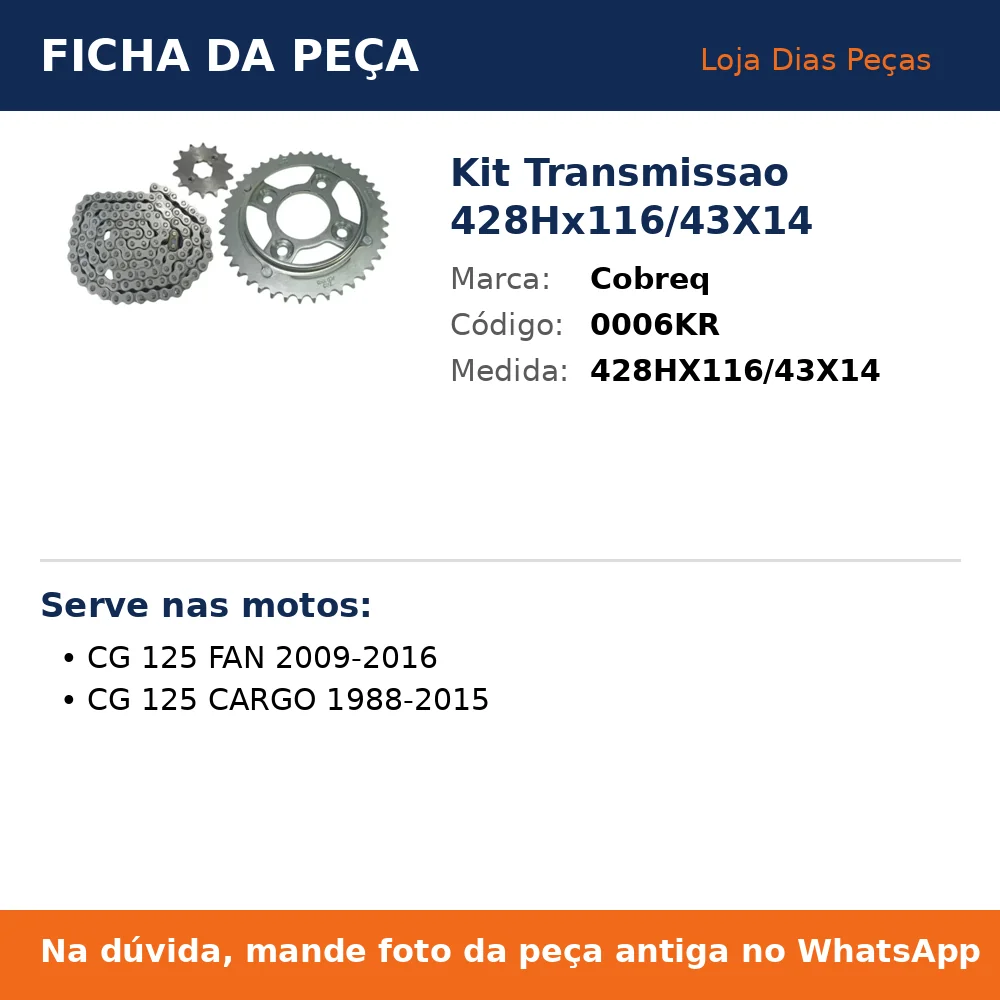 FICHA DA PEÇA
Loja Dias Peças
Kit Transmissao
428Hx116/43X14
Marca: Cobreq
Código: 0006KR
Medida: 428HX116/43X14
Serve nas motos:
• CG 125 FAN 2009-2016
• CG 125 CARGO 1988-2015
Na dúvida, mande foto da peça antiga no WhatsApp